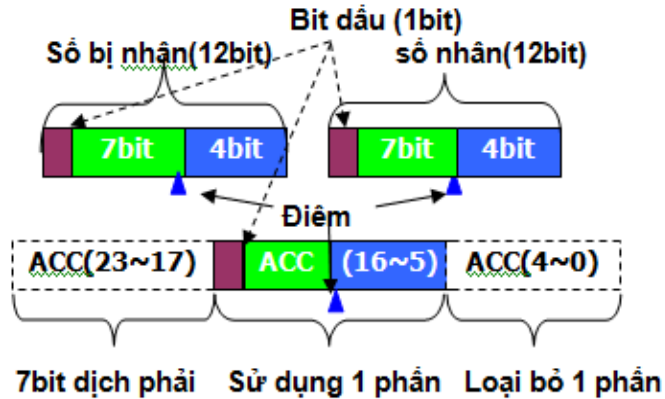 Bit dấu (1bit)
Số bị nhân(12bit) số nhân(12bit)
7bit 4bit 7bit 4bit
Điêm
ACC(23~17) ACC (16~5) ACC(4~0)
7bit dịch phải Sử dụng 1 phần Loại bỏ 1 phần